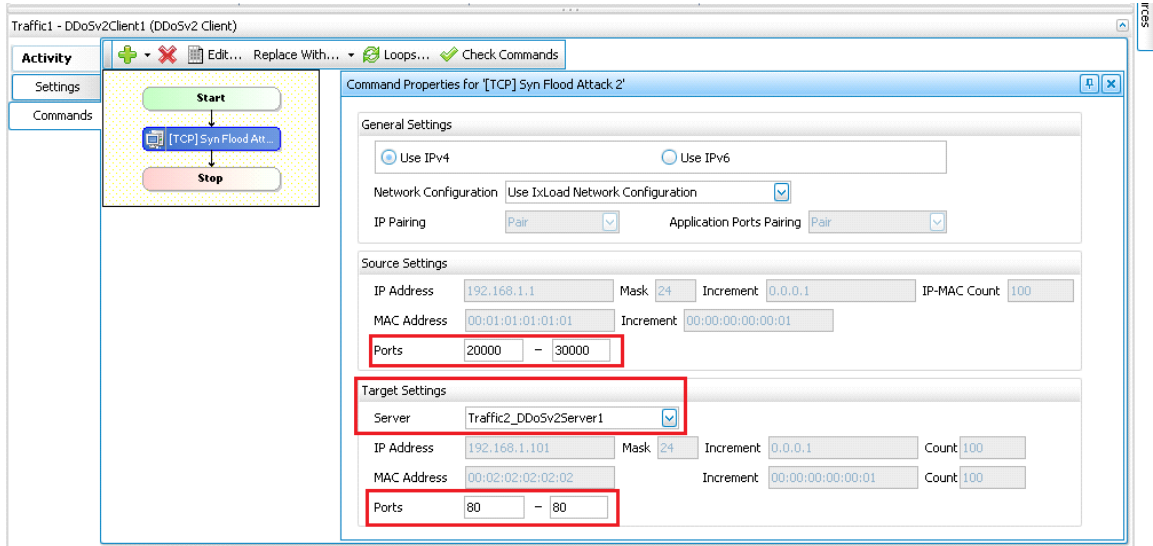 Traffic1 - DDoSv2Client1 (DDoSv2 Client)
Activity
Edit... Replace With... Loops... Check Commands
Settings
Commands
Start
[TCP] Syn Flood Att...
Stop
Command Properties for '[TCP] Syn Flood Attack 2'
General Settings
Use IPv4 Use IPv6
Network Configuration Use IxLoad Network Configuration
IP Pairing Pair Application Ports Pairing Pair
Source Settings
IP Address 192.168.1.1 Mask 24 Increment 0.0.0.1 IP-MAC Count 100
MAC Address 00:01:01:01:01:01 Increment 00:00:00:00:00:01
Ports 20000 - 30000
Target Settings
Server Traffic2_DDoSv2Server1
IP Address 192.168.1.101 Mask 24 Increment 0.0.0.1 Count 100
MAC Address 00:02:02:02:02:02 Increment 00:00:00:00:00:01 Count 100
Ports 80 - 80